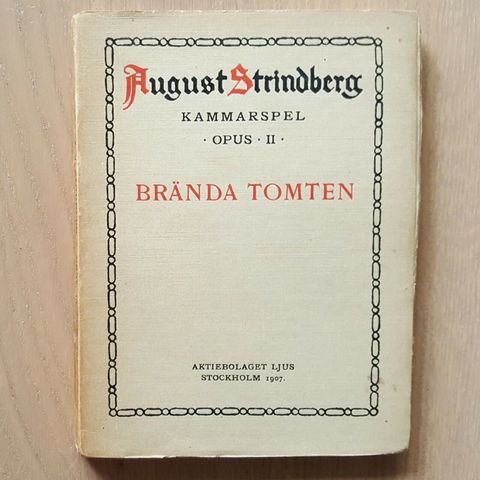 August Strindberg
KAMMARSPEL
· OPUS · II ·
BRÄNDA TOMTEN
AKTIEBOLAGET LJUS
STOCKHOLM 1907.